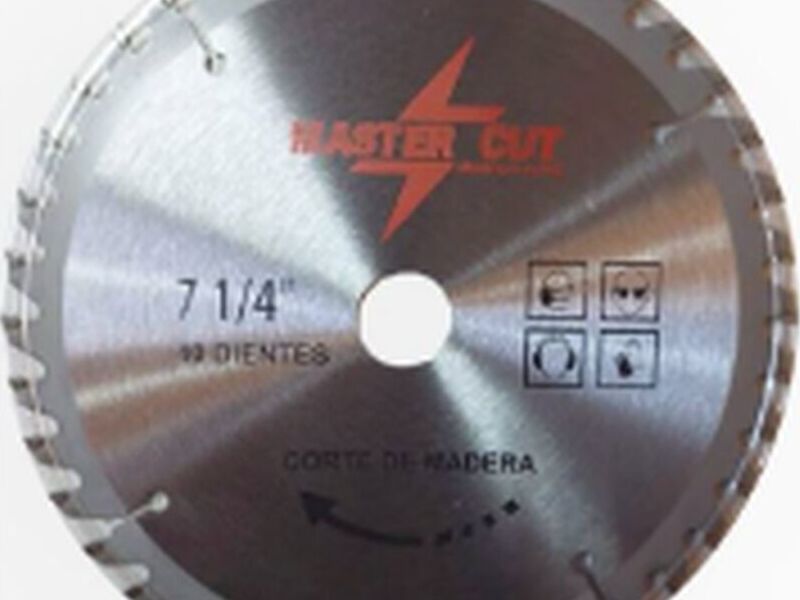 MASTER CUT
7 1/4"
DIENTES
CORTE DE MADERA